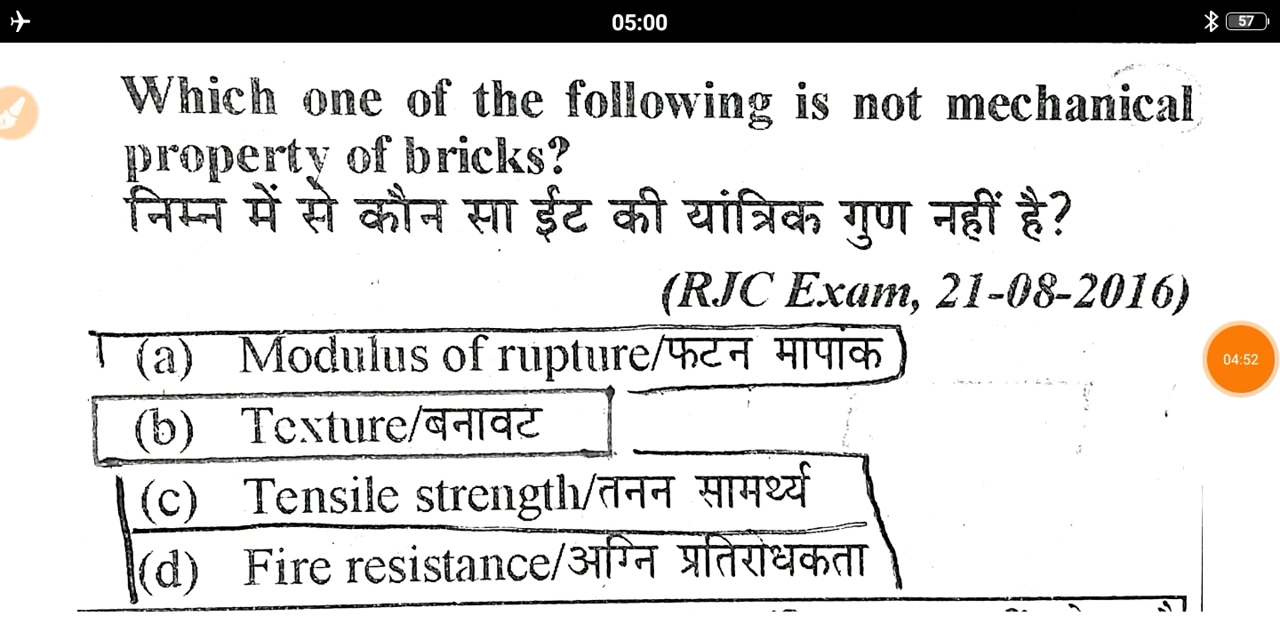 05:00
57
Which one of the following is not mechanical
property of bricks?
निम्न में से कौन सा ईंट की यांत्रिक गुण नहीं है?
(RJC Exam, 21-08-2016)
(a) Modulus of rupture/फटन मापांक
04:52
(b) Texture/बनावट
(c) Tensile strength/तनन सामर्थ्य
(d) Fire resistance/अग्नि प्रतिरोधकता